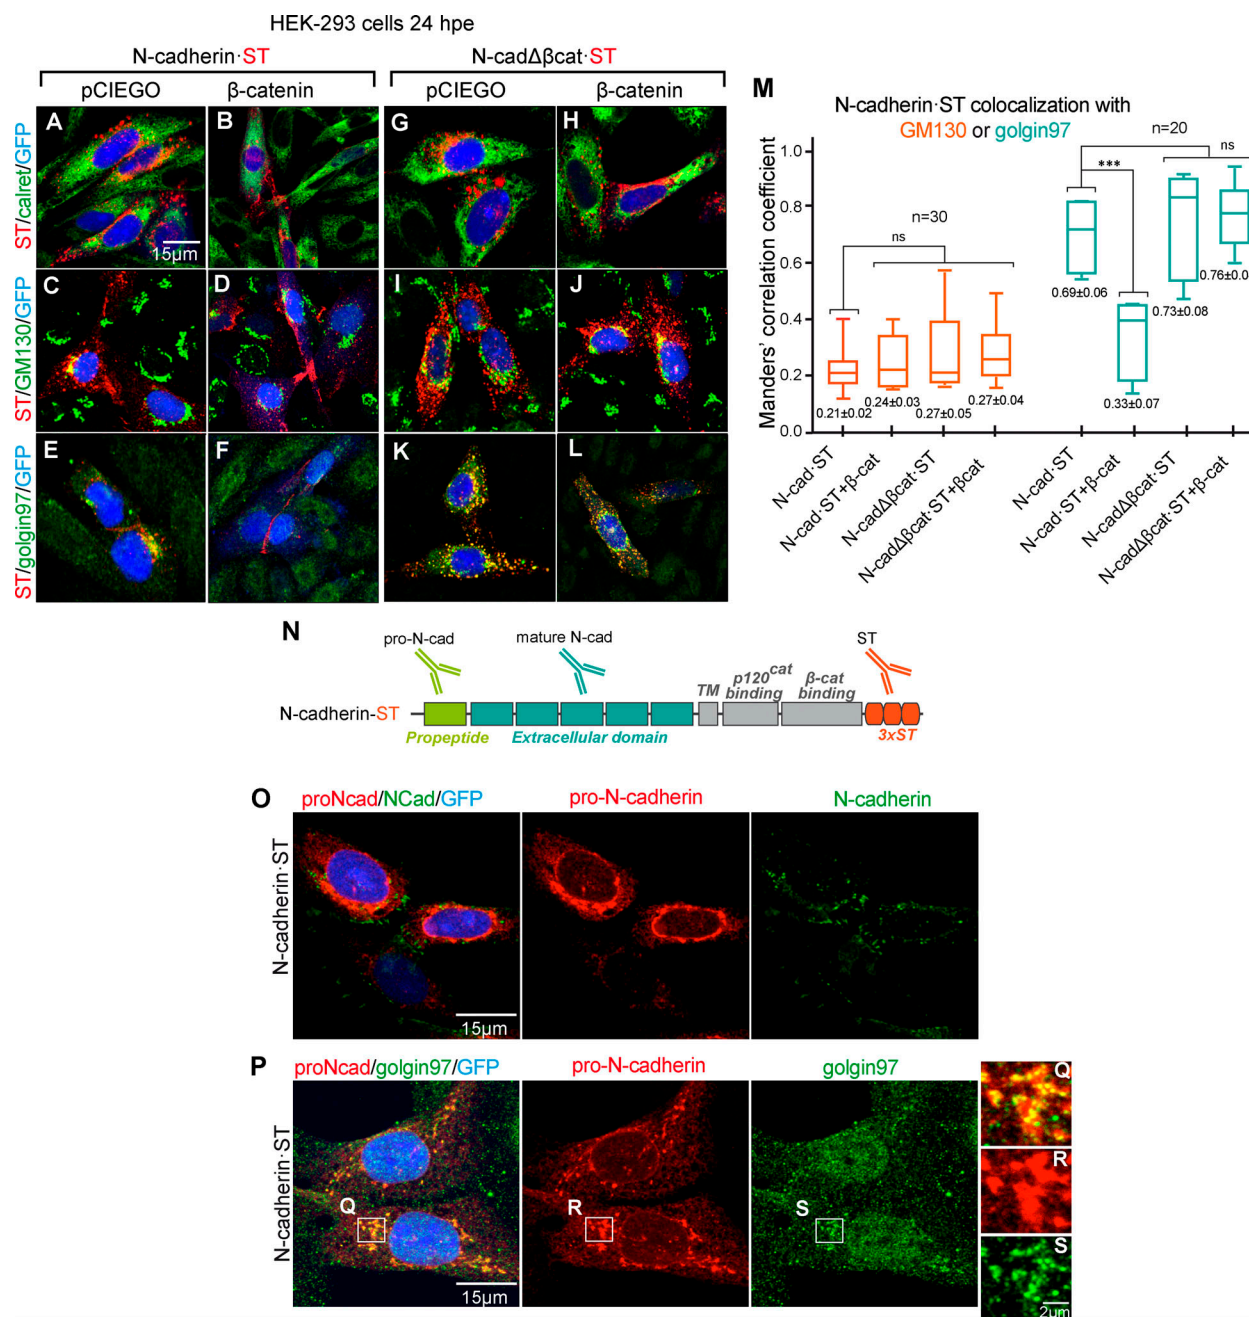 HEK-293 cells 24 hpe
N-cadherin·ST
N-cadΔβcat·ST
pCIEGO
β-catenin
pCIEGO
β-catenin
ST/calret/GFP
A
15µm
B
G
H
ST/GM130/GFP
C
D
I
J
ST/golgin97/GFP
E
F
K
L
M
N-cadherin·ST colocalization with
GM130 or golgin97
n=20
Manders' correlation coefficient
1.0
0.8
0.6
0.4
0.2
0.0
n=30
ns
***
ns
0.21±0.02
0.24±0.03
0.27±0.05
0.27±0.04
0.69±0.06
0.33±0.07
0.73±0.08
0.76±0.0
N-cad·ST
N-cad·ST+β-cat
N-cadΔβcat·ST
N-cadΔβcat·ST+βcat
N-cad·ST
N-cad·ST+β-cat
N-cadΔβcat·ST
N-cadΔβcat·ST+β-cat
N
pro-N-cad
mature N-cad
ST
TM
p120cat
binding
β-cat
binding
N-cadherin-ST
Propeptide
Extracellular domain
3xST
O
proNcad/NCad/GFP
pro-N-cadherin
N-cadherin
N-cadherin·ST
15µm
P
proNcad/golgin97/GFP
pro-N-cadherin
golgin97
N-cadherin·ST
Q
15µm
R
S
Q
R
S
2µm